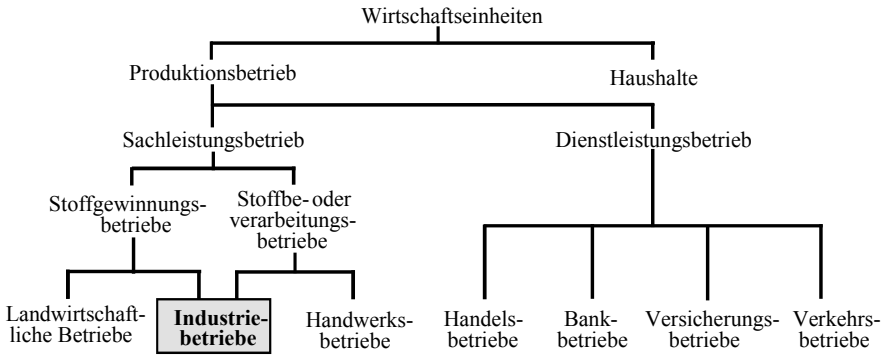 Wirtschaftseinheiten
Produktionsbetrieb
Haushalte
Sachleistungsbetrieb
Dienstleistungsbetrieb
Stoffgewinnungs-
betriebe
Stoffbe- oder
verarbeitungs-
betriebe
Landwirtschaft-
liche Betriebe
Industrie-
betriebe
Handwerks-
betriebe
Handels-
betriebe
Bank-
betriebe
Versicherungs-
betriebe
Verkehrs-
betriebe